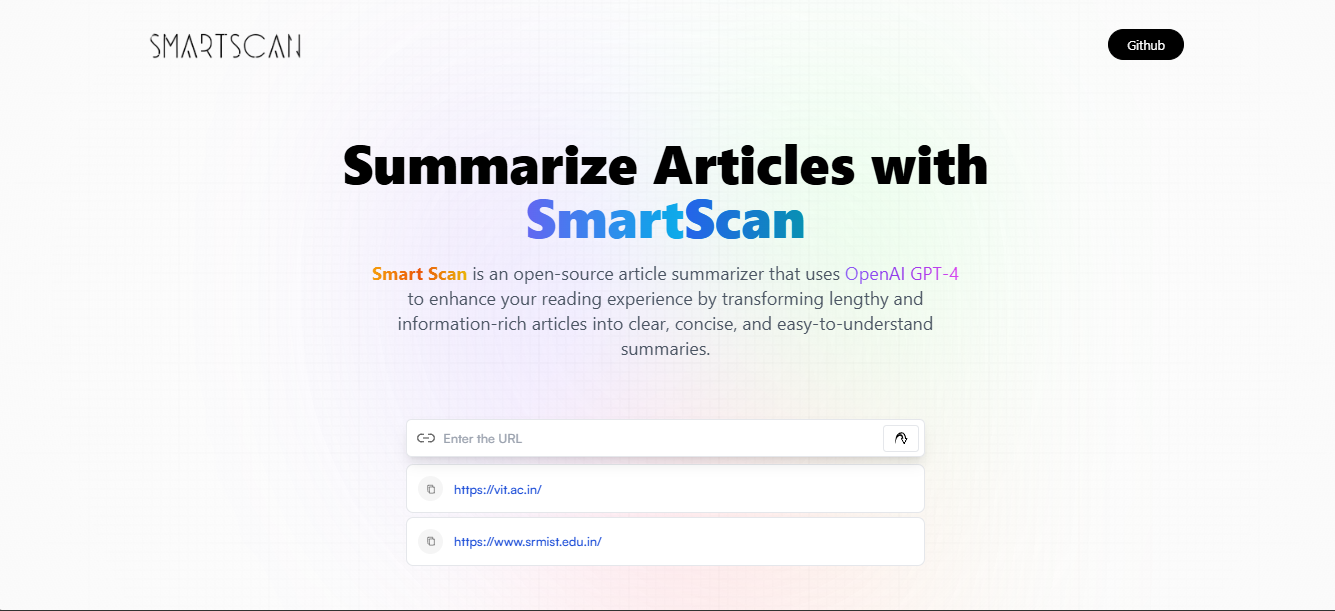 SMARTSCAN
Github
Summarize Articles with
SmartScan
Smart Scan is an open-source article summarizer that uses OpenAI GPT-4
to enhance your reading experience by transforming lengthy and
information-rich articles into clear, concise, and easy-to-understand
summaries.
Enter the URL
https://vit.ac.in/
https://www.srmist.edu.in/